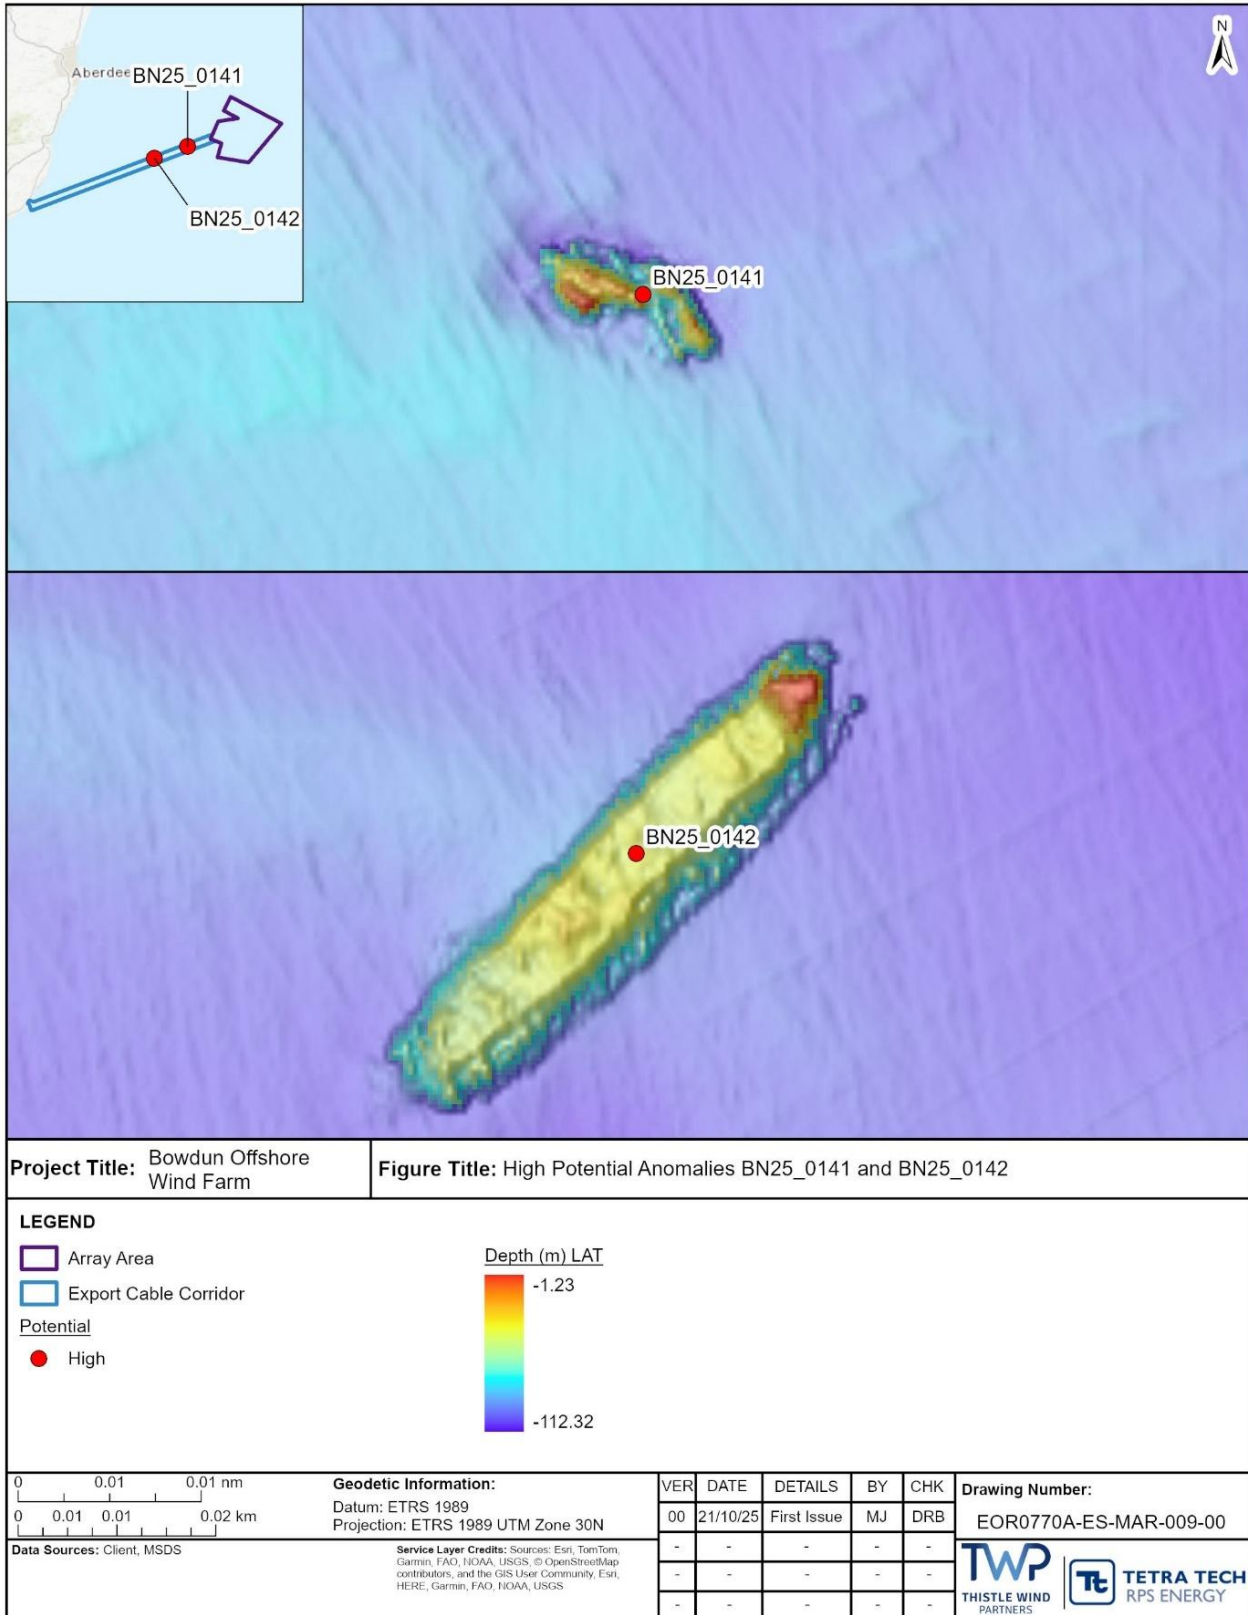 N
Aberdee
BN25_0141
BN25_0142
BN25_0141
BN25_0142
Project Title: Bowdun Offshore
Wind Farm
Figure Title: High Potential Anomalies BN25_0141 and BN25_0142
LEGEND
Array Area
Export Cable Corridor
Potential
High
Depth (m) LAT
-1.23
-112.32
0 0.01 0.01 nm
0 0.01 0.01 0.02 km
Geodetic Information:
Datum: ETRS 1989
Projection: ETRS 1989 UTM Zone 30N
Data Sources: Client, MSDS
Service Layer Credits: Sources: Esri, TomTom,
Garmin, FAO, NOAA, USGS, © OpenStreetMap
contributors, and the GIS User Community, Esri,
HERE, Garmin, FAO, NOAA, USGS
VER DATE DETAILS BY CHK
00 21/10/25 First Issue MJ DRB
- - - - -
- - - - -
- - - - -
Drawing Number:
EOR0770A-ES-MAR-009-00
TWP
THISTLE WIND
PARTNERS
Tt
TETRA TECH
RPS ENERGY